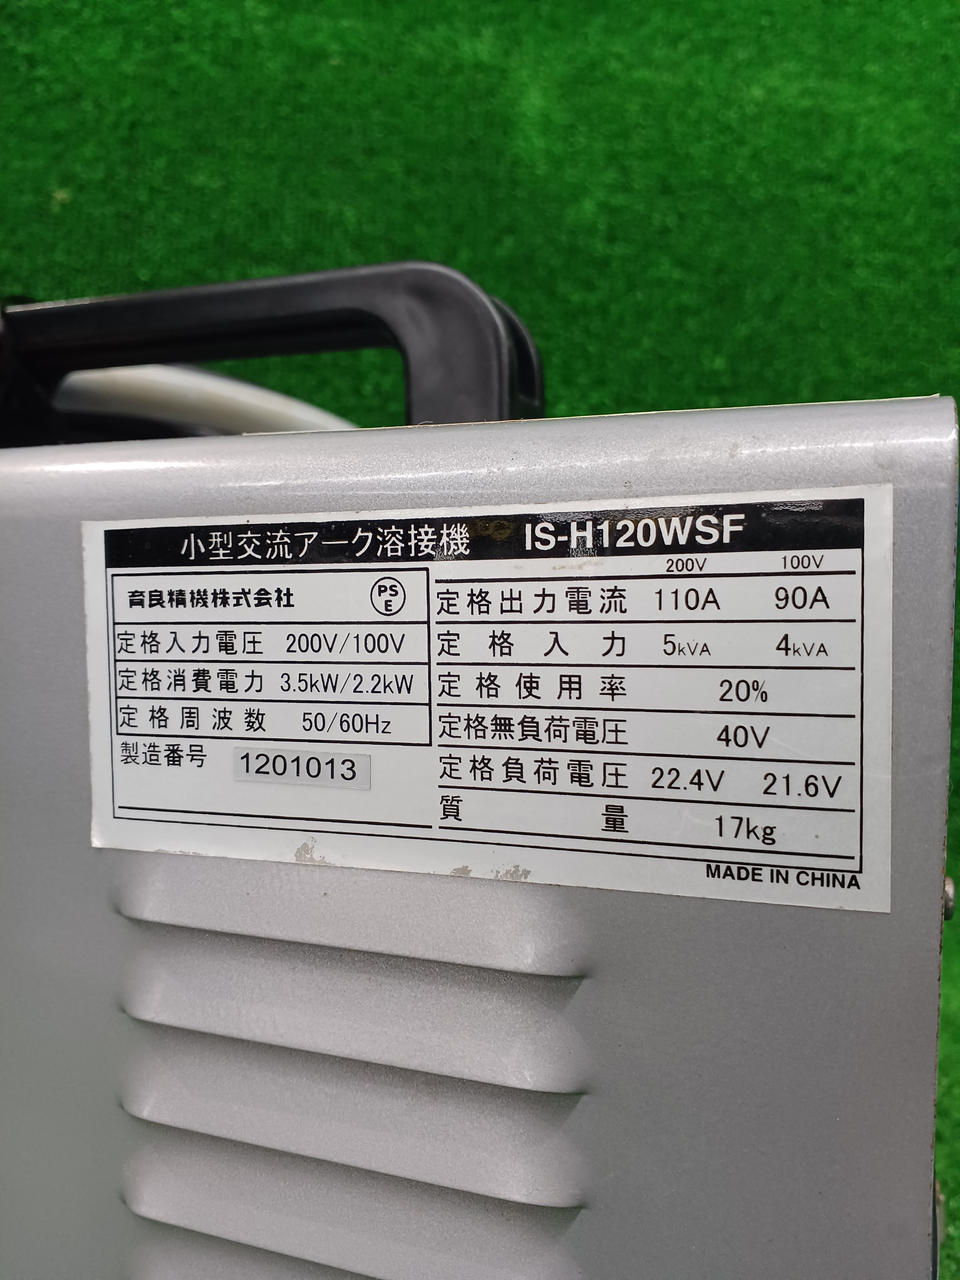 小型交流アーク溶接機 IS-H120WSF
育良精機株式会社 PSE
定格入力電圧 200V/100V
定格消費電力 3.5kW/2.2kW
定格周波数 50/60Hz
製造番号 1201013
200V 100V
定格出力電流 110A 90A
定格入力 5kVA 4kVA
定格使用率 20%
定格無負荷電圧 40V
定格負荷電圧 22.4V 21.6V
質量 17kg
MADE IN CHINA